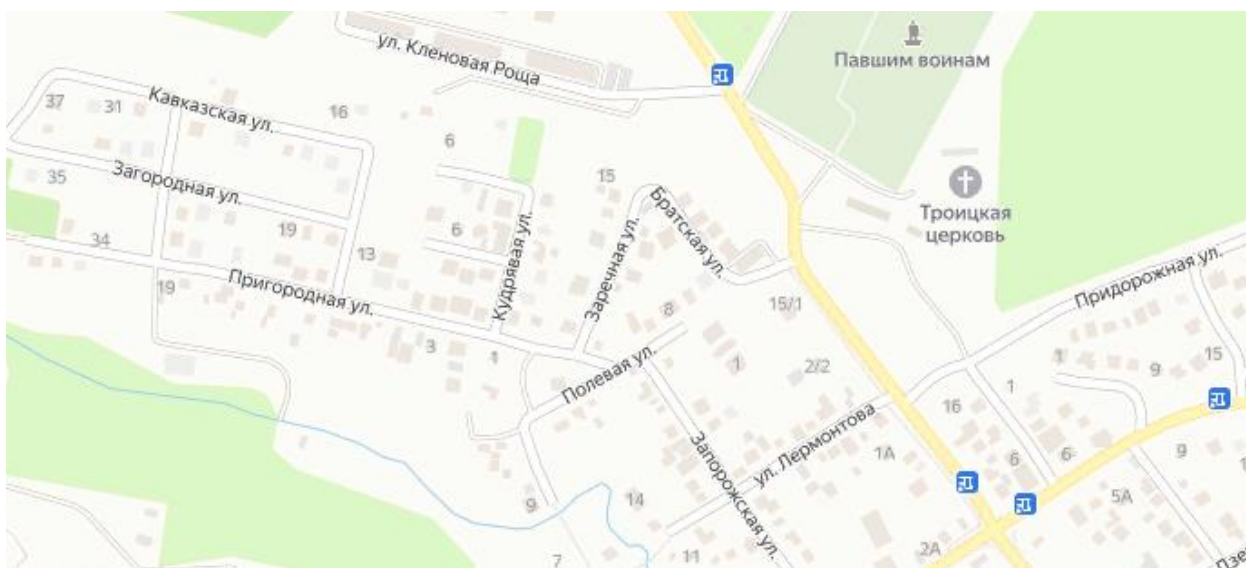 ул. Кленовая Роща
Павшим воинам
37
31
Кавказская ул.
16
6
35
Загородная ул.
15
Братская ул.
Троицкая
церковь
34
19
13
6
Кудрявая ул.
Заречная ул.
Придорожная ул.
19
Пригородная ул.
8
15/1
3
1
Полевая ул.
1
2/2
1
9
15
1
16
ул. Лермонтова
1А
Запорожская ул.
6
6
9
9
14
5А
7
11
2А